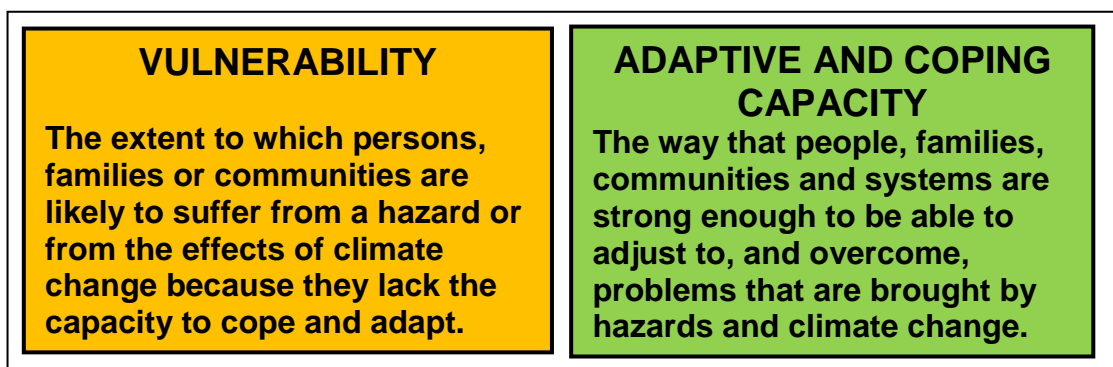 VULNERABILITY
The extent to which persons,
families or communities are
likely to suffer from a hazard or
from the effects of climate
change because they lack the
capacity to cope and adapt.
ADAPTIVE AND COPING
CAPACITY
The way that people, families,
communities and systems are
strong enough to be able to
adjust to, and overcome,
problems that are brought by
hazards and climate change.